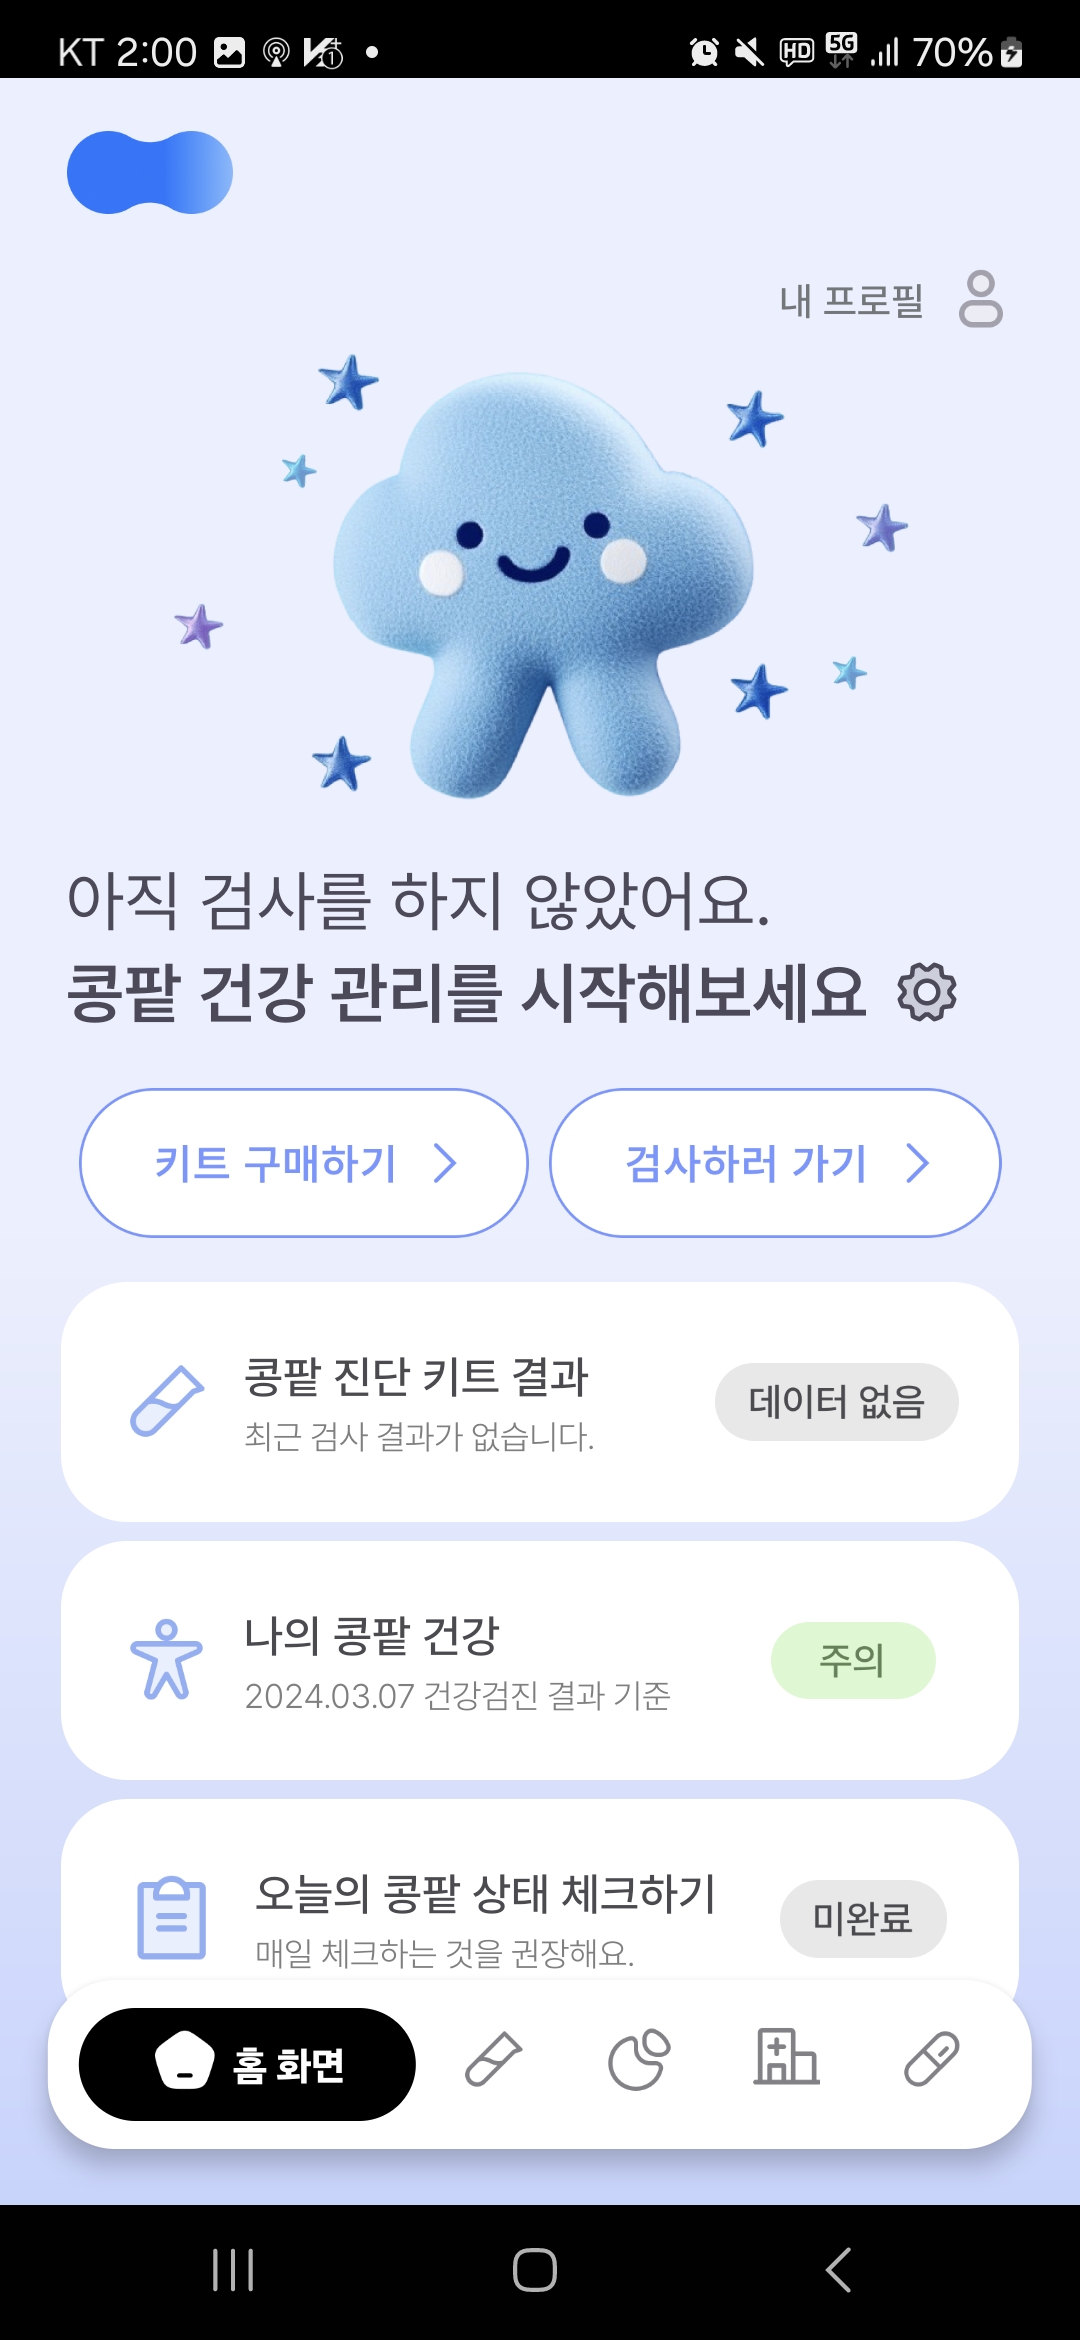 KT 2:00
HD 5G 70%
내 프로필
아직 검사를 하지 않았어요.
콩팥 건강 관리를 시작해보세요
키트 구매하기
검사하러 가기
콩팥 진단 키트 결과
최근 검사 결과가 없습니다.
데이터 없음
나의 콩팥 건강
2024.03.07 건강검진 결과 기준
주의
오늘의 콩팥 상태 체크하기
매일 체크하는 것을 권장해요.
미완료
홈 화면